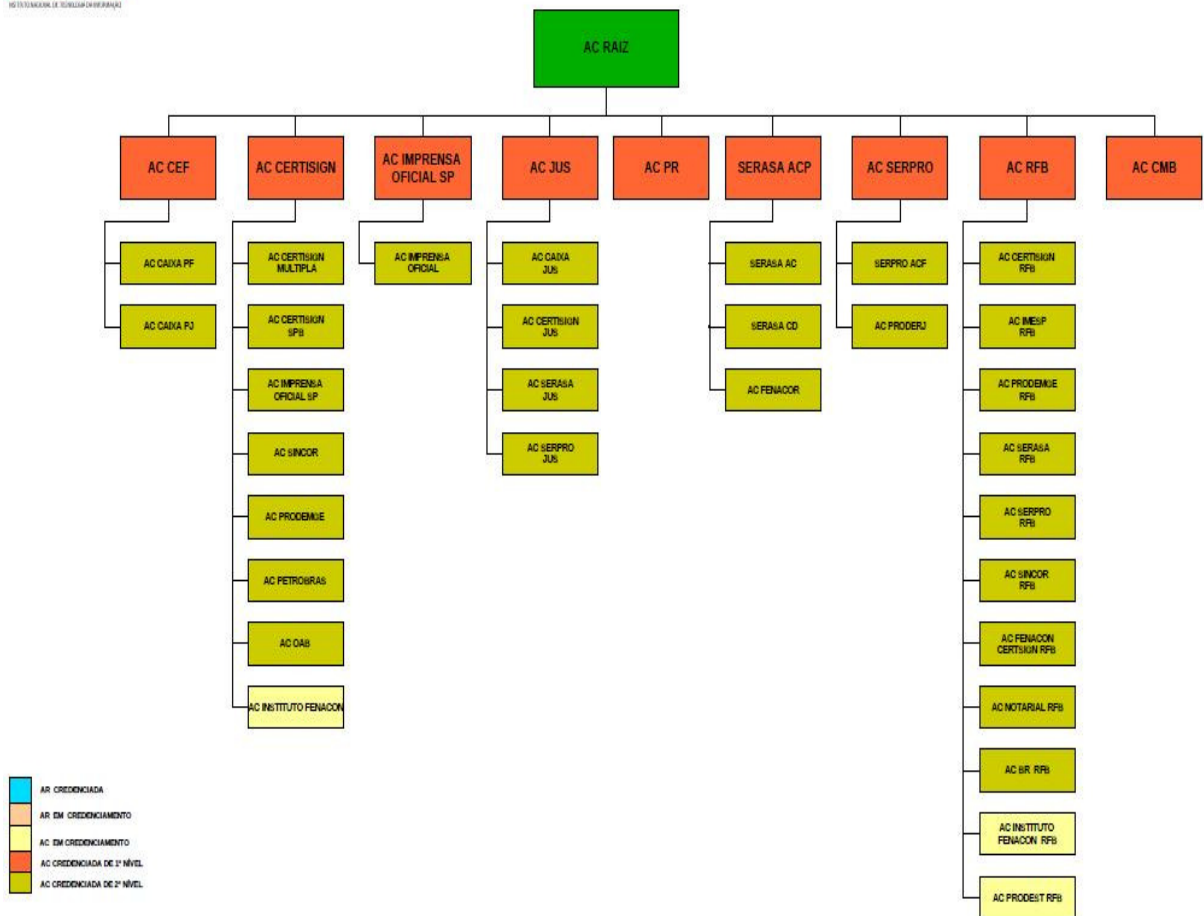 AC RAIZ
AC CEF
AC CERTISIGN
AC IMPRENSA
OFICIAL SP
AC JUS
AC PR
SERASA ACP
AC SERPRO
AC RFB
AC CMB
AC CAIXA PF
AC CAIXA PJ
AC CERTISIGN
MULTIPLA
AC CERTISIGN
SPB
AC IMPRENSA
OFICIAL SP
AC SINCOR
AC PRODEMGE
AC PETROBRAS
AC OAB
AC INSTITUTO FENACON
AC IMPRENSA
OFICIAL
AC CAIXA
JUS
AC CERTISIGN
JUS
AC SERASA
JUS
AC SERPRO
JUS
SERASA AC
SERASA CD
AC FENACOR
SERPRO ACF
AC PRODERJ
AC CERTISIGN
RFB
AC IMESP
RFB
AC PRODEMGE
RFB
AC SERASA
RFB
AC SERPRO
RFB
AC SINCOR
RFB
AC FENACON
CERTSIGN RFB
AC NOTARIAL RFB
AC BR RFB
AC INSTITUTO
FENACON RFB
AC PRODEST RFB
AR CREDENCIADA
AR EM CREDENCIAMENTO
AC EM CREDENCIAMENTO
AC CREDENCIADA DE 1º NÍVEL
AC CREDENCIADA DE 2º NÍVEL